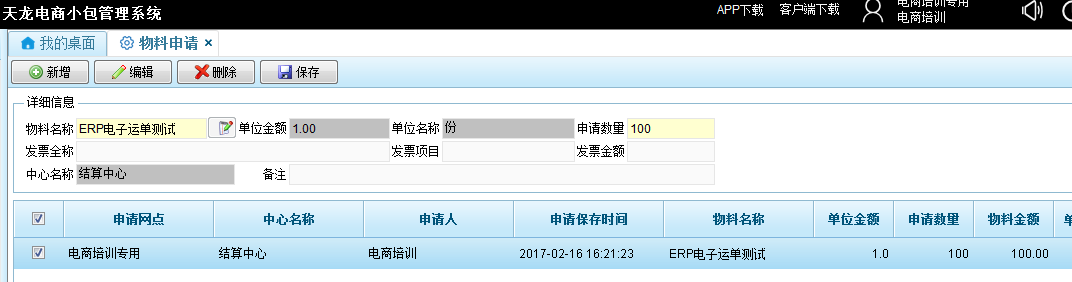 天龙电商小包管理系统 APP下载 客户端下载 电商培训专用
电商培训
我的桌面 物料申请 ×
新增 编辑 删除 保存
详细信息
物料名称 ERP电子运单测试 单位金额 1.00 单位名称 份 申请数量 100
发票全称 发票项目 发票金额
中心名称 结算中心 备注
申请网点 中心名称 申请人 申请保存时间 物料名称 单位金额 申请数量 物料金额
电商培训专用 结算中心 电商培训 2017-02-16 16:21:23 ERP电子运单测试 1.0 100 100.00